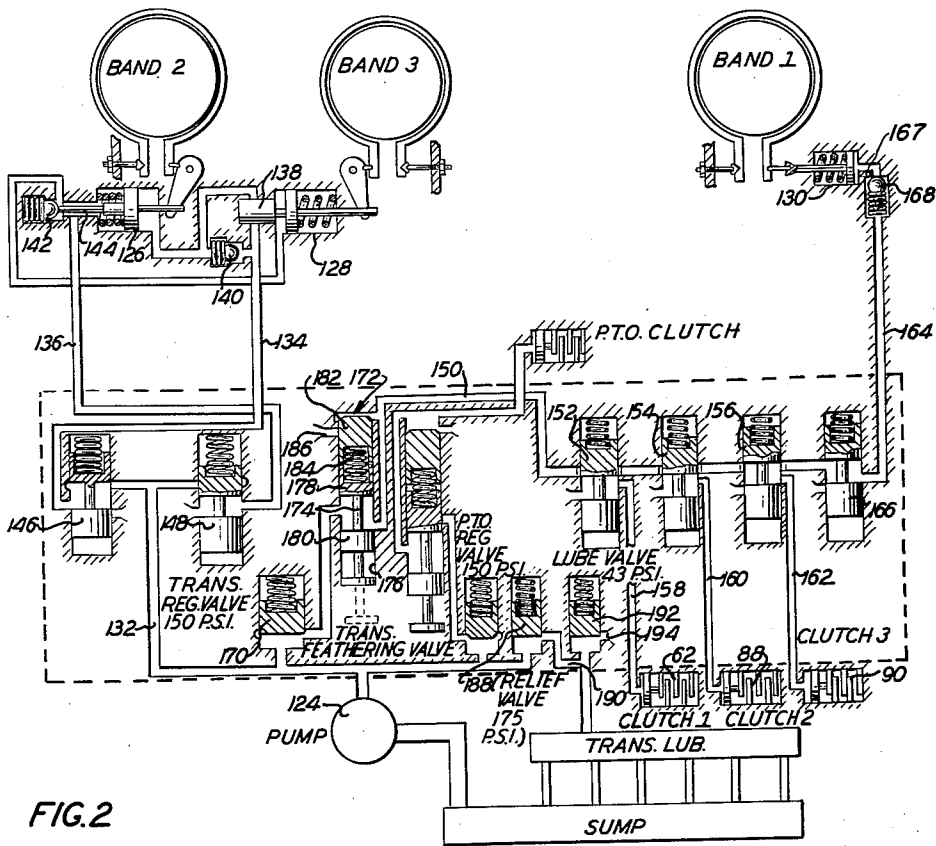 BAND 2
BAND 3
BAND 1
138
167
142
144
126
140
128
130
168
136
134
P.T.O. CLUTCH
164
150
182
172
186
184
178
174
180
176
152
154
156
146
148
166
P.T.O.
REG.
VALVE
150 P.S.I.
LUBE VALVE
43 P.S.I.
TRANS.
REG. VALVE
150 P.S.I.
132
170
TRANS.
FEATHERING VALVE
158
160
162
192
194
CLUTCH 3
188
(RELIEF
VALVE
175
P.S.I.)
190
62
88
90
124
PUMP
CLUTCH 1
CLUTCH 2
TRANS. LUB.
SUMP
FIG. 2